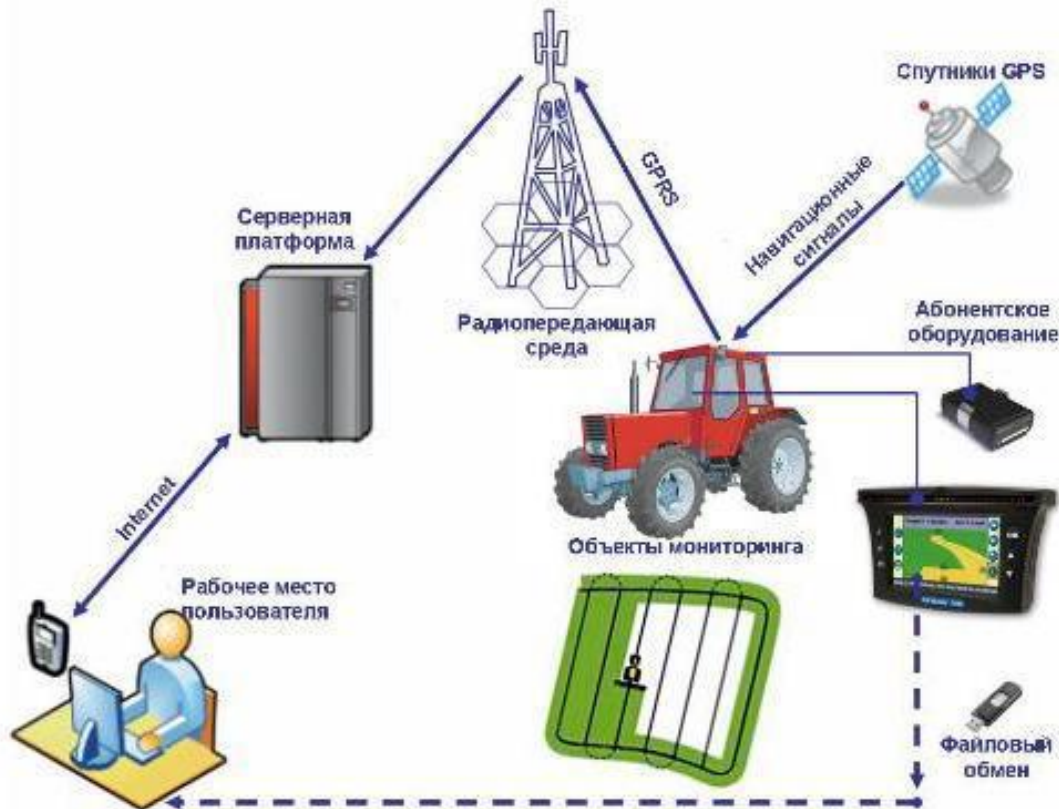 Спутники GPS
GPRS
Навигационные
сигналы
Серверная
платформа
Радиопередающая
среда
Абонентское
оборудование
Internet
Объекты мониторинга
Рабочее место
пользователя
Файловый
обмен